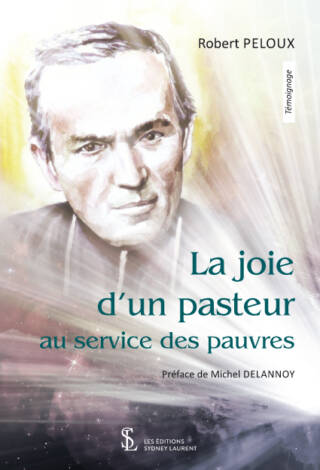 Robert PELOUX
Témoignage
La joie
d'un pasteur
au service des pauvres
Préface de Michel DELANNOY
SL
LES ÉDITIONS
SYDNEY LAURENT